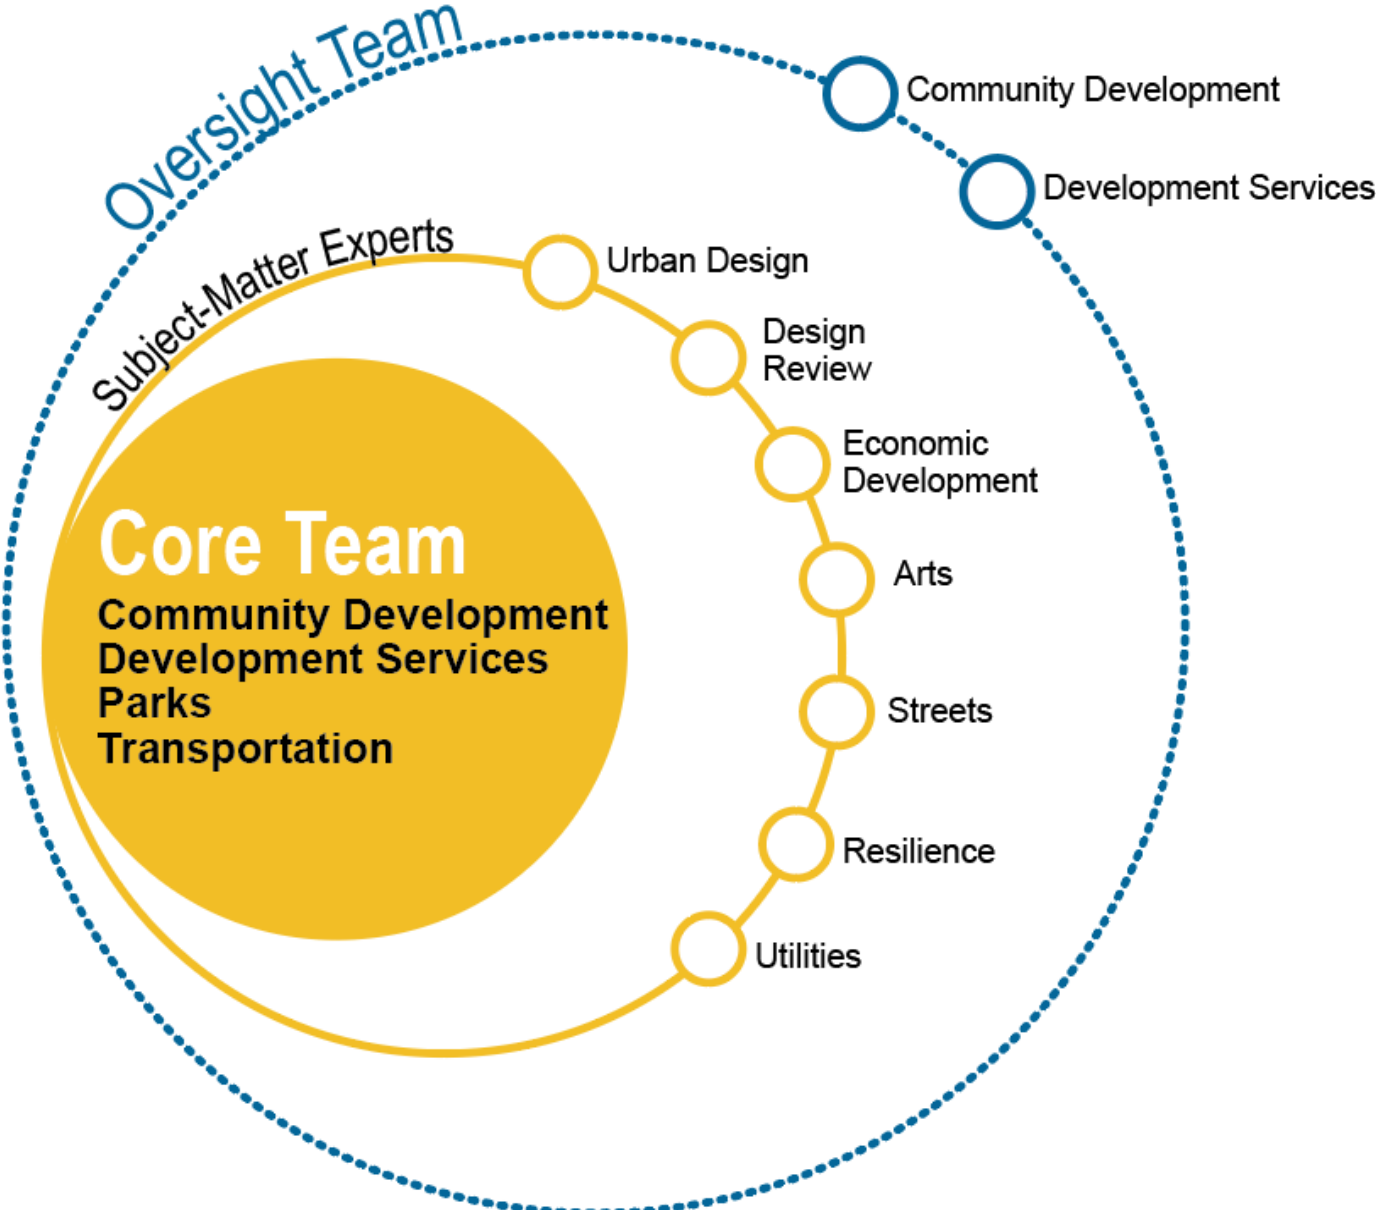 Oversight Team
Community Development
Development Services
Subject-Matter Experts
Urban Design
Design
Review
Economic
Development
Arts
Streets
Resilience
Utilities
Core Team
Community Development
Development Services
Parks
Transportation